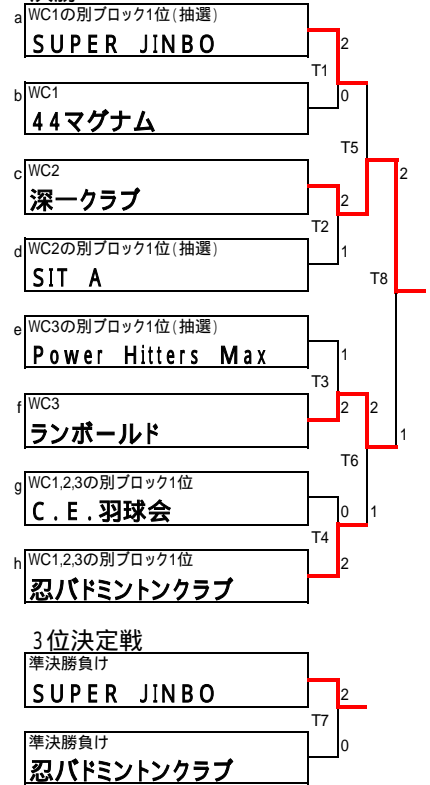 a WC1の別ブロック1位(抽選)
SUPER JINBO
2
T1
b WC1
0
44マグナム
T5
c WC2
2
深一クラブ
2
T2
d WC2の別ブロック1位(抽選)
1
SIT A
T8
e WC3の別ブロック1位(抽選)
Power Hitters Max
1
T3
f WC3
2 2
ランボールド
1
T6
g WC1,2,3の別ブロック1位
C.E.羽球会
0 1
T4
h WC1,2,3の別ブロック1位
2
忍バドミントンクラブ
3位決定戦
準決勝負け
SUPER JINBO
2
T7
準決勝負け
0
忍バドミントンクラブ